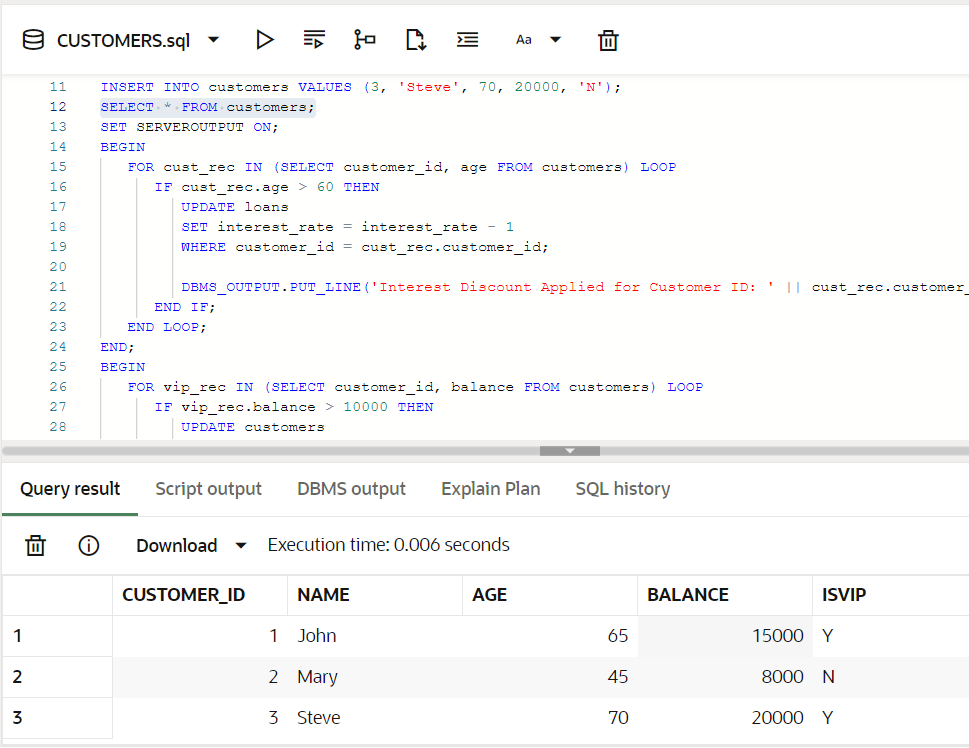 CUSTOMERS.sql Aa
11 INSERT INTO customers VALUES (3, 'Steve', 70, 20000, 'N');
12 SELECT * FROM customers;
13 SET SERVEROUTPUT ON;
14 BEGIN
15 FOR cust_rec IN (SELECT customer_id, age FROM customers) LOOP
16 IF cust_rec.age > 60 THEN
17 UPDATE loans
18 SET interest_rate = interest_rate - 1
19 WHERE customer_id = cust_rec.customer_id;
20
21 DBMS_OUTPUT.PUT_LINE('Interest Discount Applied for Customer ID: ' || cust_rec.customer_
22 END IF;
23 END LOOP;
24 END;
25 BEGIN
26 FOR vip_rec IN (SELECT customer_id, balance FROM customers) LOOP
27 IF vip_rec.balance > 10000 THEN
28 UPDATE customers
Query result Script output DBMS output Explain Plan SQL history
Download Execution time: 0.006 seconds
CUSTOMER_ID NAME AGE BALANCE ISVIP
1 1 John 65 15000 Y
2 2 Mary 45 8000 N
3 3 Steve 70 20000 Y